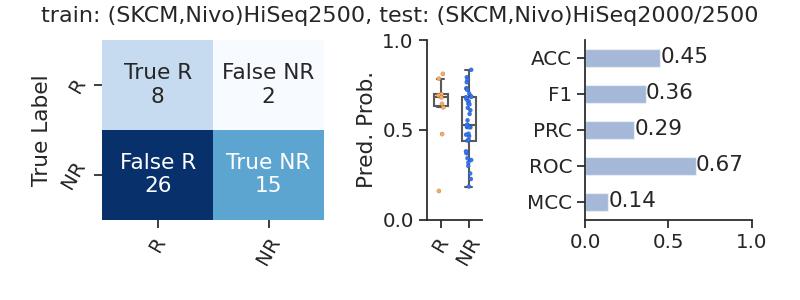 train: (SKCM,Nivo)HiSeq2500, test: (SKCM,Nivo)HiSeq2000/2500
True Label
R
NR
True R
8
False NR
2
False R
26
True NR
15
R
NR
Pred. Prob.
1.0
0.5
0.0
R
NR
ACC
0.45
F1
0.36
PRC
0.29
ROC
0.67
MCC
0.14
0.0
0.5
1.0